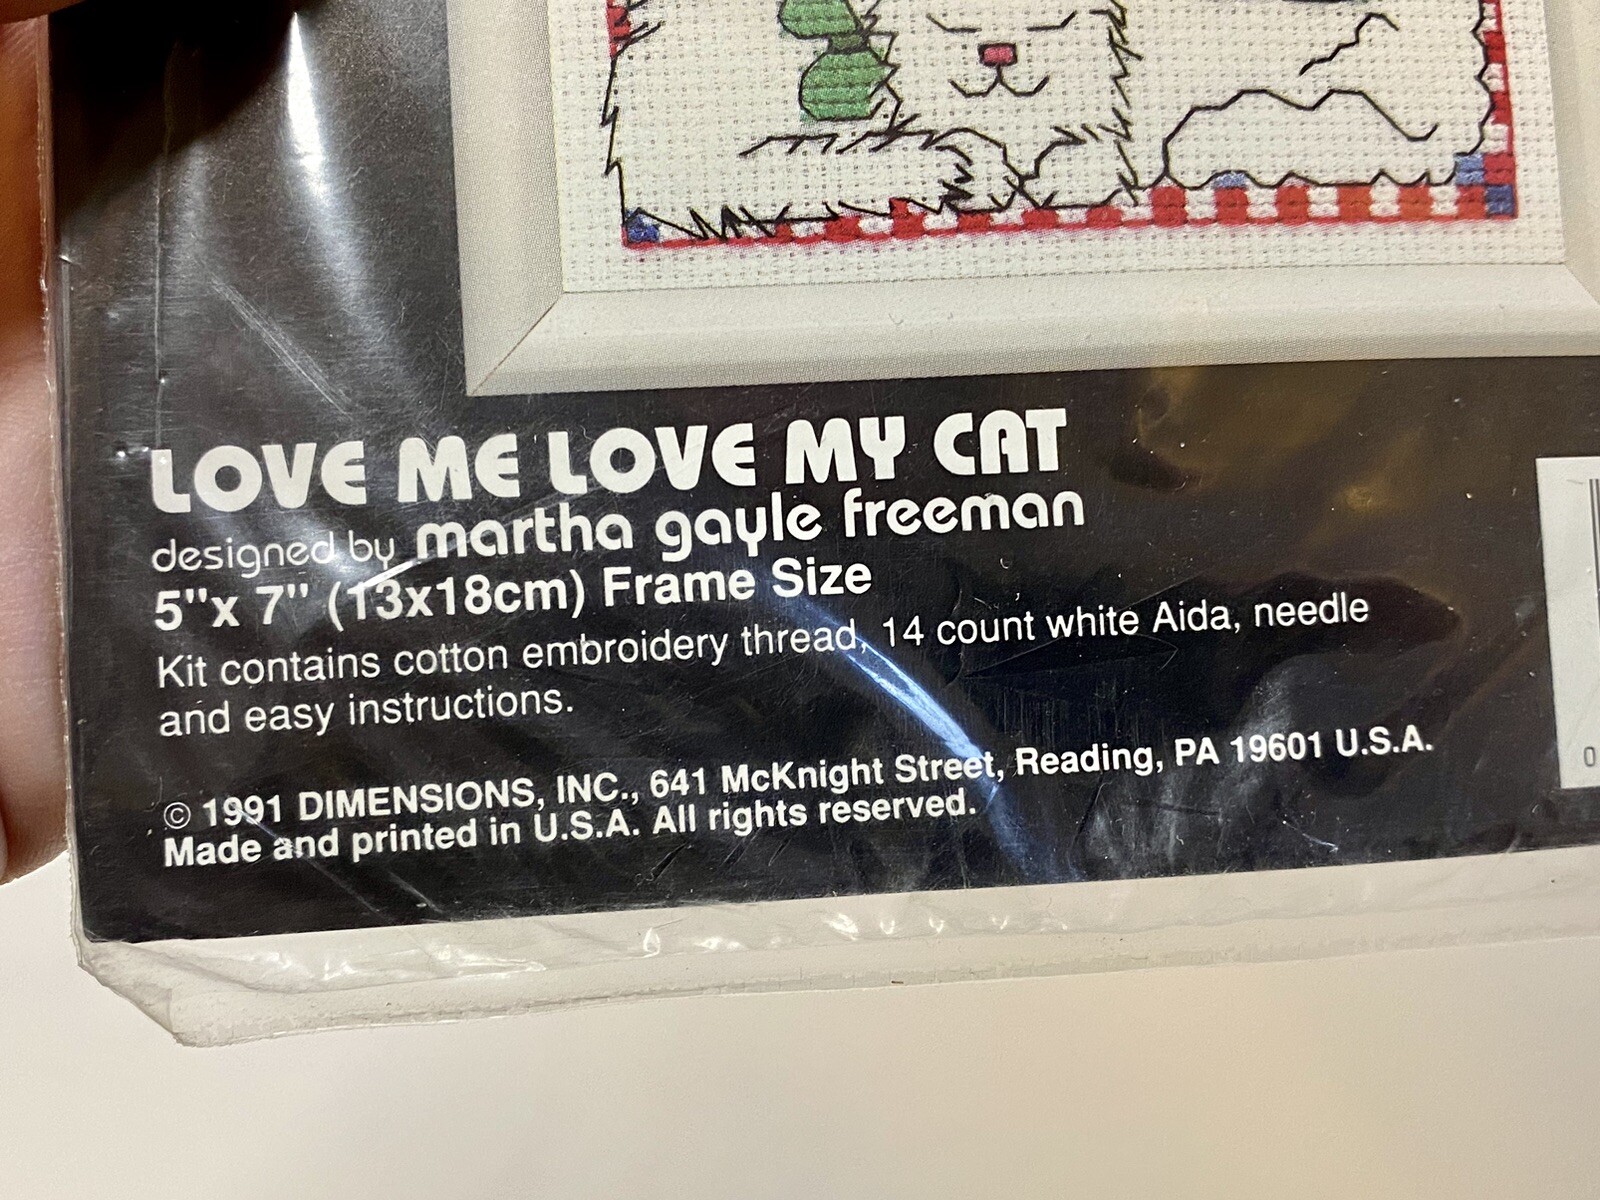 LOVE ME LOVE MY CAT
designed by martha gayle freeman
5"x 7" (13x18cm) Frame Size
Kit contains cotton embroidery thread, 14 count white Aida, needle
and easy instructions.
© 1991 DIMENSIONS, INC., 641 McKnight Street, Reading, PA 19601 U.S.A.
Made and printed in U.S.A. All rights reserved.
0